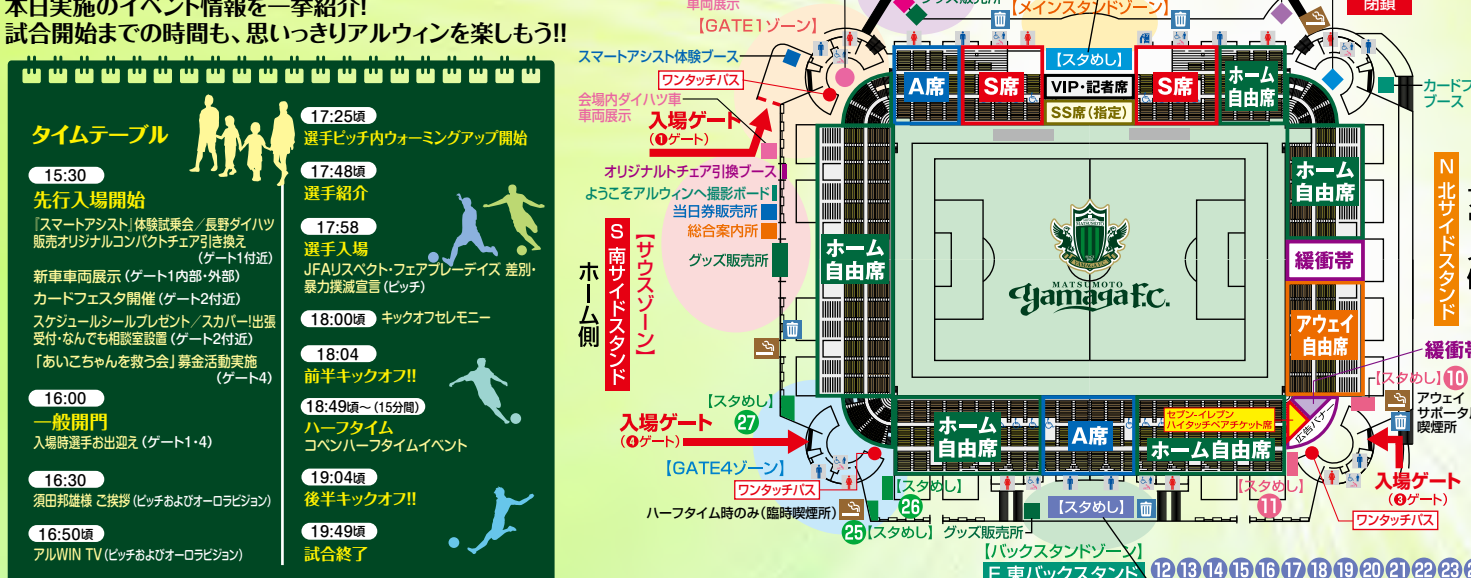 本日実施のイベント情報を一挙紹介!
試合開始までの時間も、思いっきりアルウィンを楽しもう!!
タイムテーブル
15:30
先行入場開始
『スマートアシスト』体験試乗会／長野ダイハツ
販売オリジナルコンパクトチェア引き換え
(ゲート1付近)
新車車両展示(ゲート1内部・外部)
カードフェスタ開催(ゲート2付近)
スケジュールシールプレゼント／スカパー!出張
受付・なんでも相談室設置(ゲート2付近)
「あいこちゃんを救う会」募金活動実施
(ゲート4)
16:00
一般開門
入場時選手お出迎え(ゲート1・4)
16:30
須田邦雄様 ご挨拶(ピッチおよびオーロラビジョン)
16:50頃
アルWIN TV(ピッチおよびオーロラビジョン)
17:25頃
選手ピッチ内ウォーミングアップ開始
17:48頃
選手紹介
17:58
選手入場
JFAリスペクト・フェアプレーデイズ 差別・
暴力撲滅宣言(ピッチ)
18:00頃 キックオフセレモニー
18:04
前半キックオフ!!
18:49頃〜(15分間)
ハーフタイム
コベンハーフタイムイベント
19:04頃
後半キックオフ!!
19:49頃
試合終了
車両展示
グッズ販売所
【メインスタンドゾーン】
閉鎖
【GATE1ゾーン】
スマートアシスト体験ブース
ワンタッチパス
会場内ダイハツ車
車両展示
入場ゲート
(❶ゲート)
オリジナルトチェア引換ブース
ようこそアルウィンへ撮影ボード
当日券販売所
総合案内所
グッズ販売所
【サウスゾーン】
S 南サイドスタンド
ホーム側
【スタめし】
A席
S席
VIP・記者席
SS席(指定)
S席
ホーム
自由席
カードフ
ブース
ホーム
自由席
ホーム
自由席
MATSUMOTO
yamaga F.C.
緩衝帯
アウェイ
自由席
N 北サイドスタンド
緩衝帯
【スタめし】⑩
アウェイ
サポータ
喫煙所
広告バナー
【スタめし】
㉗
入場ゲート
(❹ゲート)
【GATE4ゾーン】
ワンタッチパス
ハーフタイム時のみ(臨時喫煙所)
㉕【スタめし】
【スタめし】
㉖
ホーム
自由席
A席
セブン-イレブン
ハイタッチペアチケット席
ホーム自由席
【スタめし】
グッズ販売所
【スタめし】
⑪
入場ゲート
(❸ゲート)
ワンタッチパス
【バックスタンドゾーン】
E 東バックスタンド
⑫⑬⑭⑮⑯⑰⑱⑲⑳㉑㉒㉓